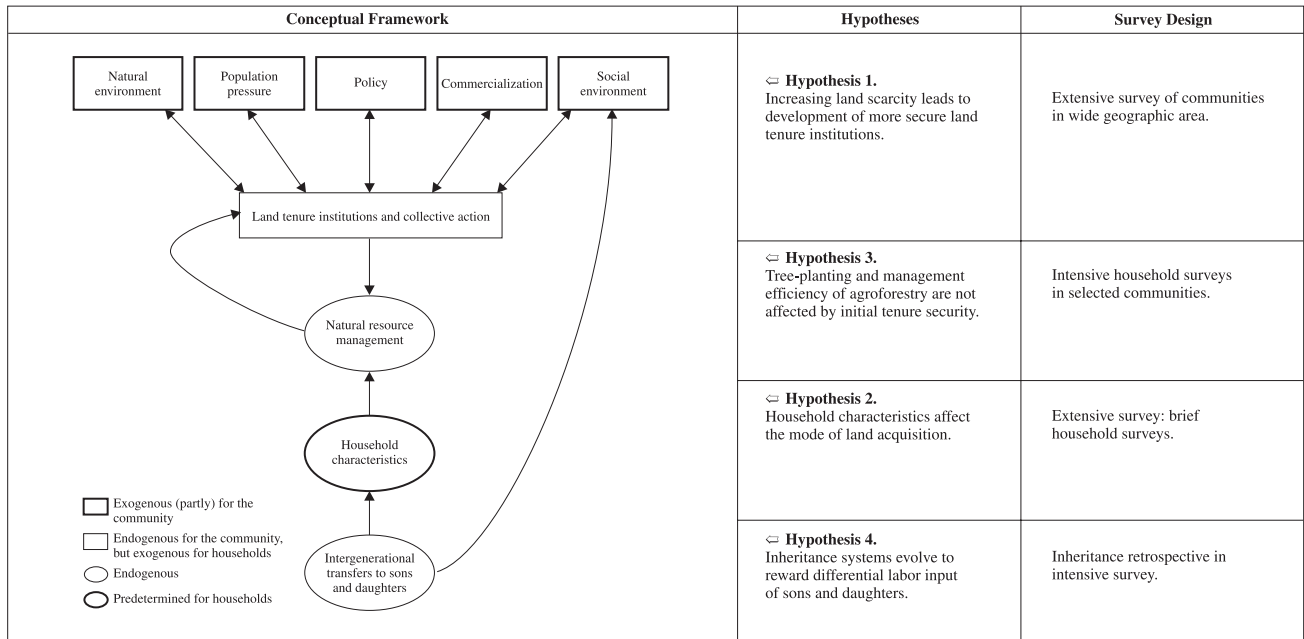 Conceptual Framework
Hypotheses
Survey Design
Natural
environment
Population
pressure
Policy
Commercialization
Social
environment
Land tenure institutions and collective action
Natural resource
management
Household
characteristics
Intergenerational
transfers to sons
and daughters
Exogenous (partly) for the
community
Endogenous for the community,
but exogenous for households
Endogenous
Predetermined for households
⇦ Hypothesis 1.
Increasing land scarcity leads to
development of more secure land
tenure institutions.
Extensive survey of communities
in wide geographic area.
⇦ Hypothesis 3.
Tree-planting and management
efficiency of agroforestry are not
affected by initial tenure security.
Intensive household surveys
in selected communities.
⇦ Hypothesis 2.
Household characteristics affect
the mode of land acquisition.
Extensive survey: brief
household surveys.
⇦ Hypothesis 4.
Inheritance systems evolve to
reward differential labor input
of sons and daughters.
Inheritance retrospective in
intensive survey.